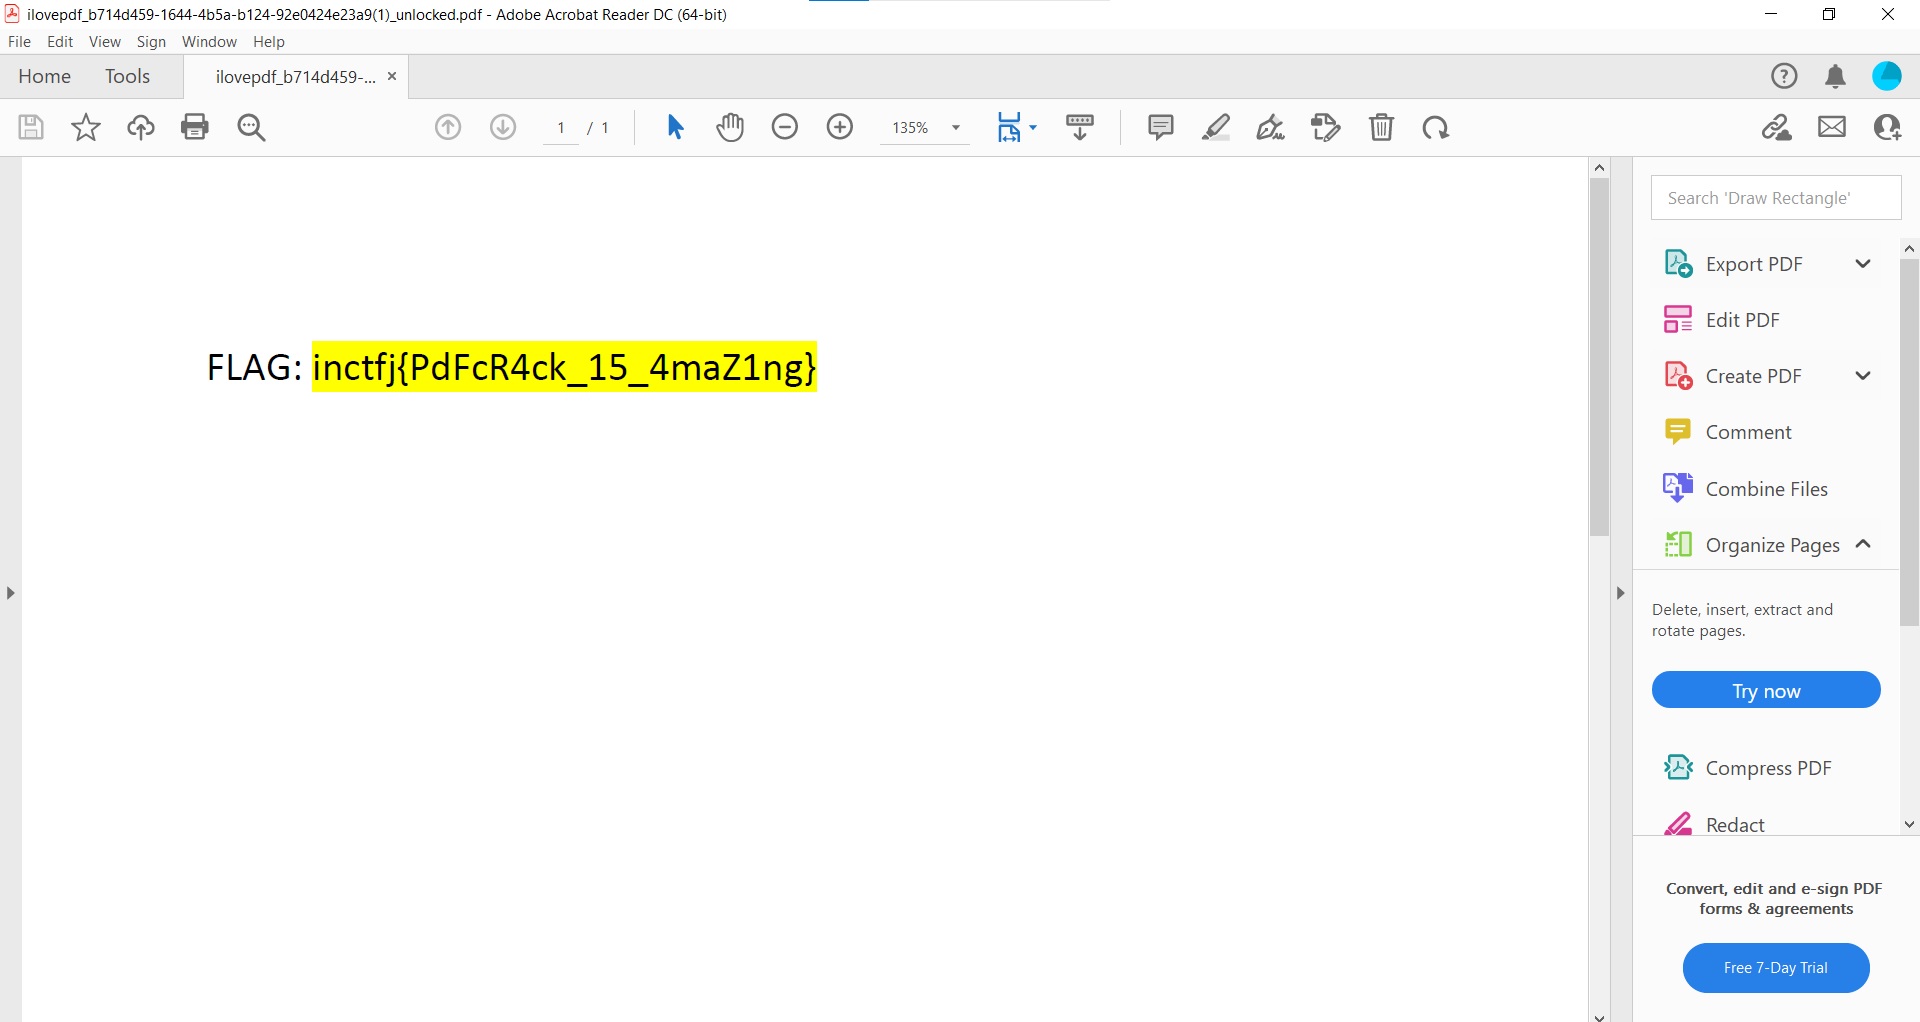 ilovepdf_b714d459-1644-4b5a-b124-92e0424e23a9(1)_unlocked.pdf - Adobe Acrobat Reader DC (64-bit)
File Edit View Sign Window Help
Home Tools ilovepdf_b714d459-... ×
1 / 1 135%
Search 'Draw Rectangle'
Export PDF
Edit PDF
FLAG: inctfj{PdFcR4ck_15_4maZ1ng}
Create PDF
Comment
Combine Files
Organize Pages
Delete, insert, extract and
rotate pages.
Try now
Compress PDF
Redact
Convert, edit and e-sign PDF
forms & agreements
Free 7-Day Trial